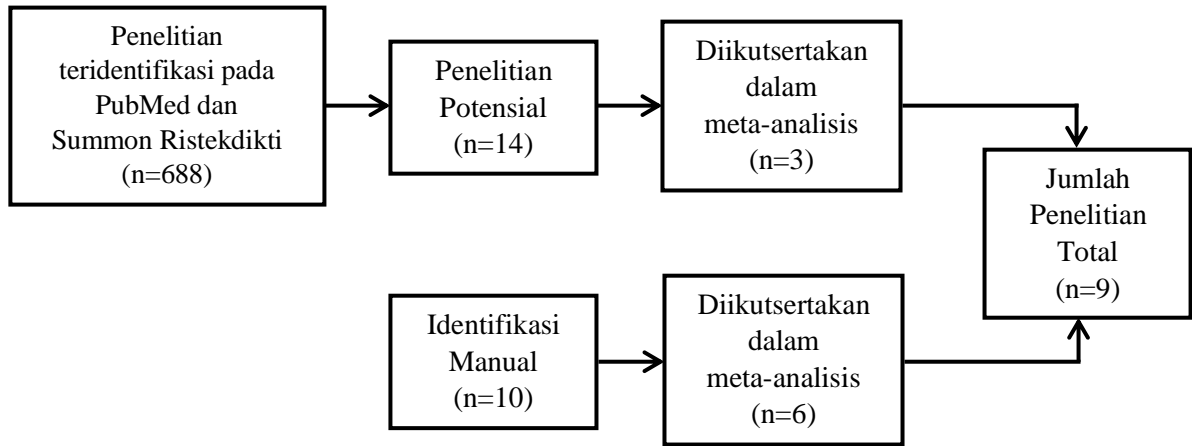 Penelitian
teridentifikasi pada
PubMed dan
Summon Ristekdikti
(n=688)
Penelitian
Potensial
(n=14)
Diikutsertakan
dalam
meta-analisis
(n=3)
Jumlah
Penelitian
Total
(n=9)
Identifikasi
Manual
(n=10)
Diikutsertakan
dalam
meta-analisis
(n=6)